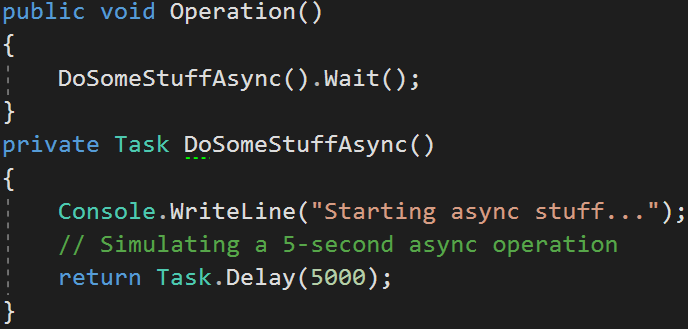 public void Operation()
{
    DoSomeStuffAsync().Wait();
}
private Task DoSomeStuffAsync()
{
    Console.WriteLine("Starting async stuff...");
    // Simulating a 5-second async operation
    return Task.Delay(5000);
}